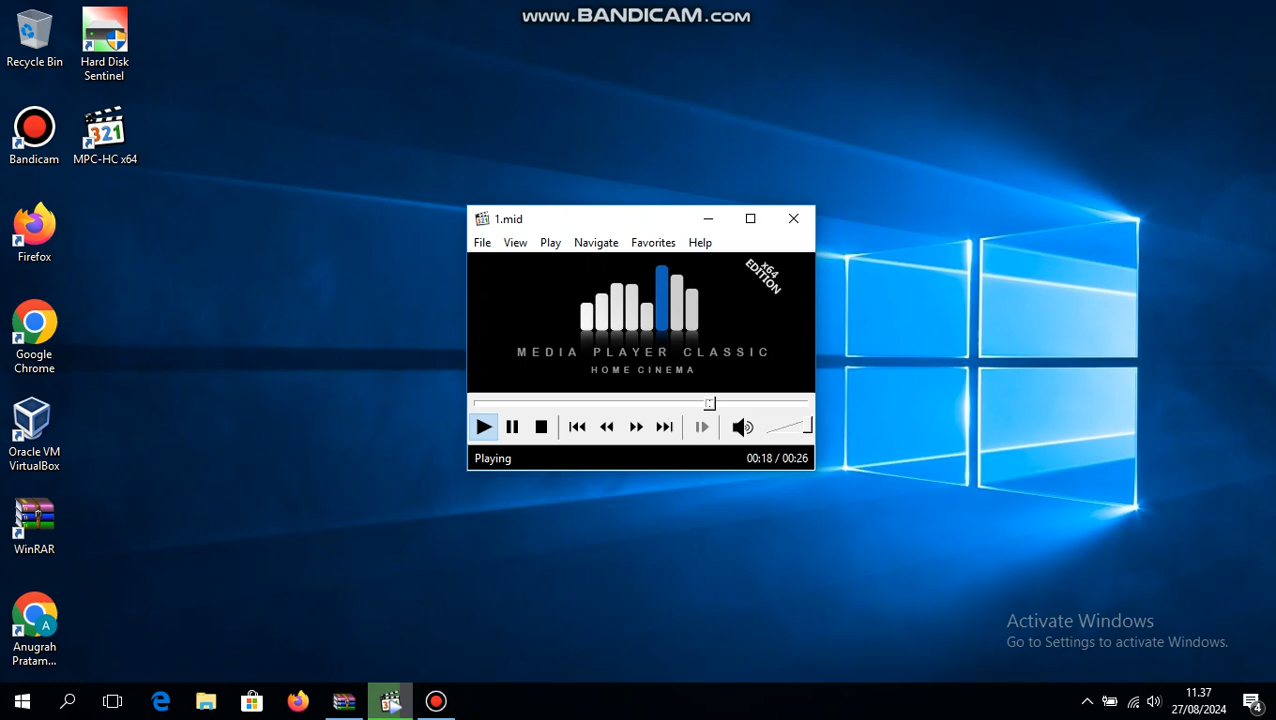 www.BANDICAM.com
Recycle Bin
Hard Disk
Sentinel
Bandicam
321
MPC-HC x64
Firefox
Google
Chrome
Oracle VM
VirtualBox
WinRAR
A
Anugrah
Pratam...
1.mid
File View Play Navigate Favorites Help
x64
EDITION
MEDIA PLAYER CLASSIC
HOME CINEMA
Playing
00:18 / 00:26
Activate Windows
Go to Settings to activate Windows.
11.37
27/08/2024
4